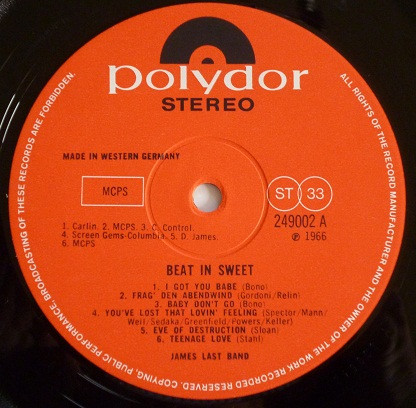 polydor
STEREO
MADE IN WESTERN GERMANY
MCPS
ST 33
249002 A
℗ 1966
1. Carlin. 2. MCPS. 3. C. Control.
4. Screen Gems-Columbia. 5. D. James.
6. MCPS
BEAT IN SWEET
1. I GOT YOU BABE (Bono)
2. FRAG' DEN ABENDWIND (Gordoni/Relin)
3. BABY DON'T GO (Bono)
4. YOU'VE LOST THAT LOVIN' FEELING (Spector/Mann/
Weil/Sedaka/Greenfield/Powers/Keller)
5. EVE OF DESTRUCTION (Sloan)
6. TEENAGE LOVE (Stahl)
JAMES LAST BAND
ALL RIGHTS OF THE RECORD MANUFACTURER AND THE OWNER OF THE WORK RECORDED RESERVED. COPYING, PUBLIC PERFORMANCE, BROADCASTING OF THESE RECORDS ARE FORBIDDEN.